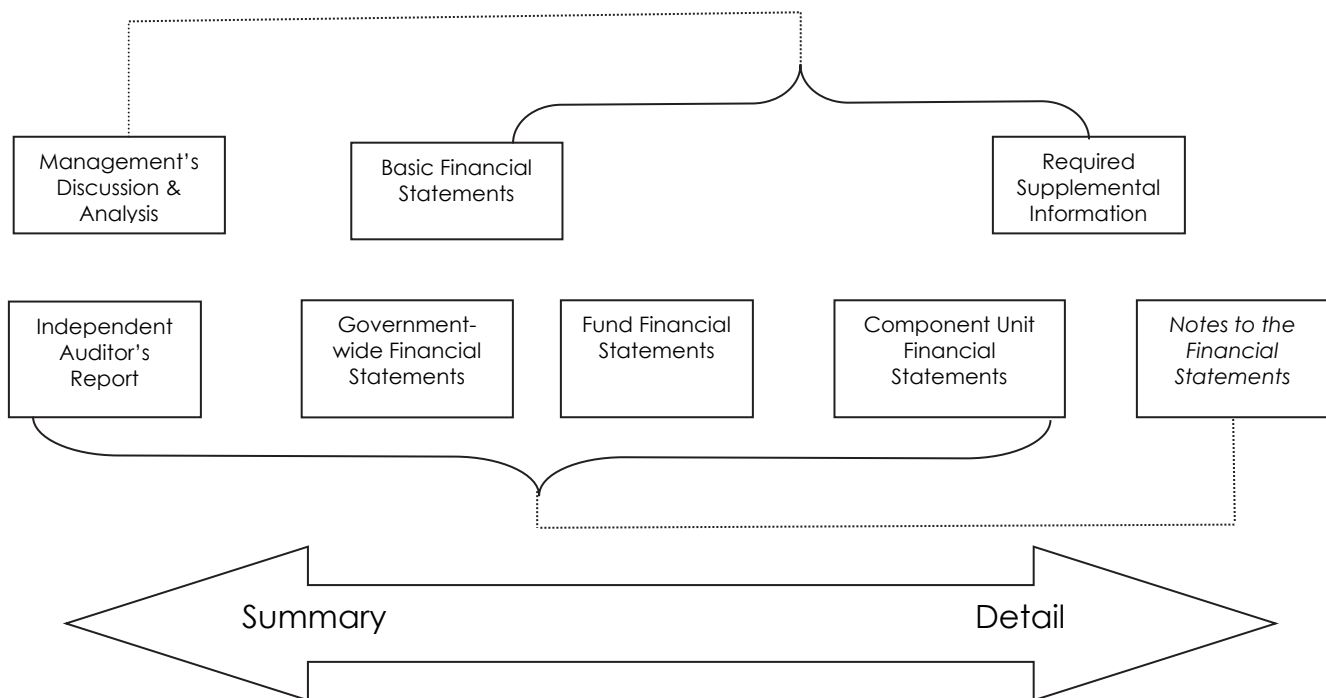 Management’s
Discussion &
Analysis
Basic Financial
Statements
Required
Supplemental
Information
Independent
Auditor’s
Report
Government-
wide Financial
Statements
Fund Financial
Statements
Component Unit
Financial
Statements
Notes to the
Financial
Statements
Summary
Detail